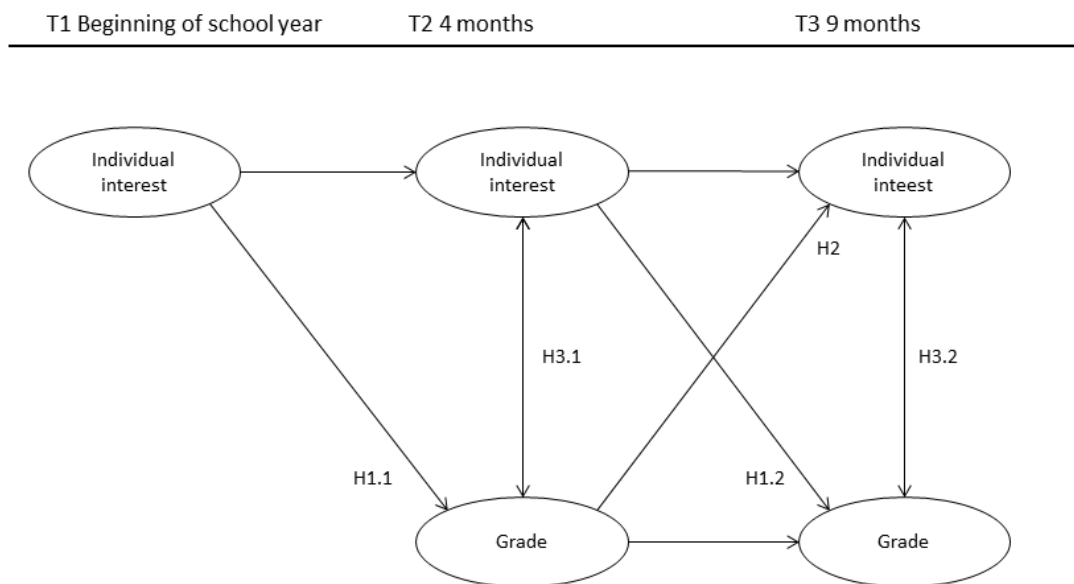 T1 Beginning of school year
T2 4 months
T3 9 months
Individual
interest
Individual
interest
Individual
inteest
H2
H3.1
H3.2
H1.1
H1.2
Grade
Grade